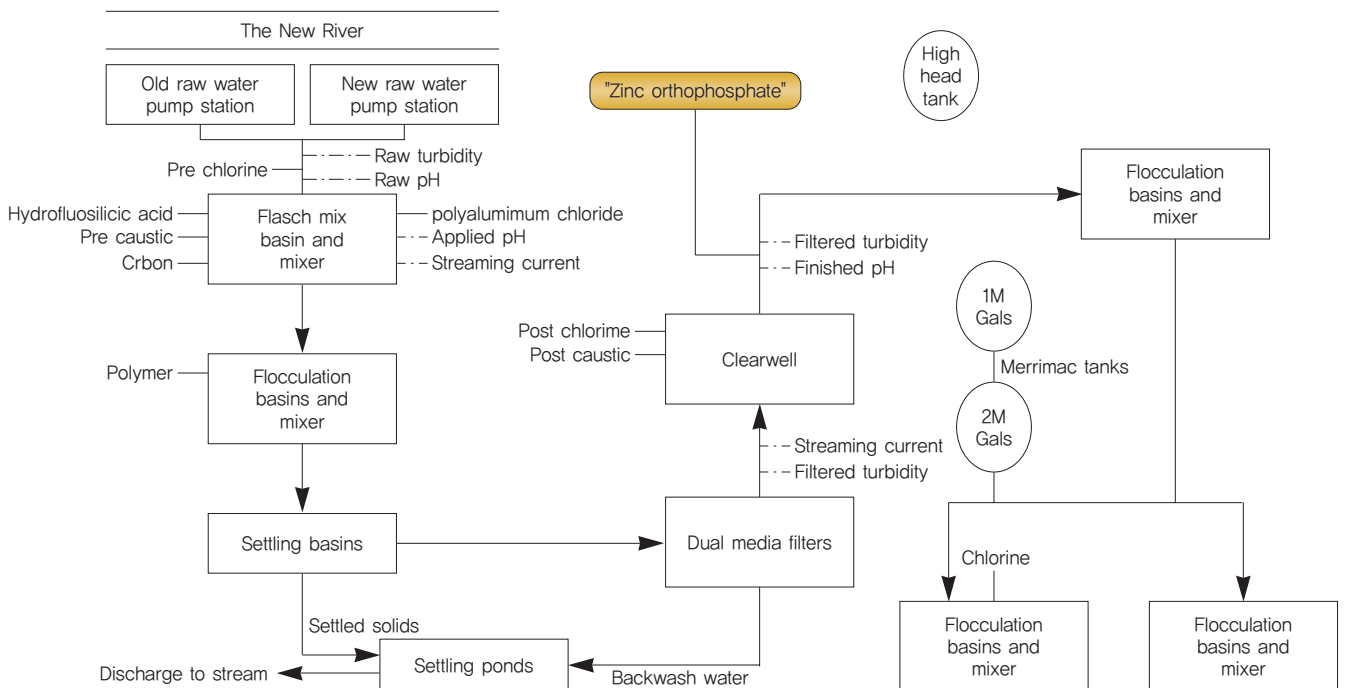 The New River
Old raw water
pump station
New raw water
pump station
Pre chlorine
Raw turbidity
Raw pH
Hydrofluosilicic acid
Pre caustic
Crbon
Flasch mix
basin and
mixer
polyalumimum chloride
Applied pH
Streaming current
Polymer
Flocculation
basins and
mixer
Settling basins
Settled solids
Discharge to stream
Settling ponds
Backwash water
"Zinc orthophosphate"
Filtered turbidity
Finished pH
Post chlorime
Post caustic
Clearwell
Streaming current
Filtered turbidity
Dual media filters
High
head
tank
Flocculation
basins and
mixer
1M
Gals
Merrimac tanks
2M
Gals
Chlorine
Flocculation
basins and
mixer
Flocculation
basins and
mixer